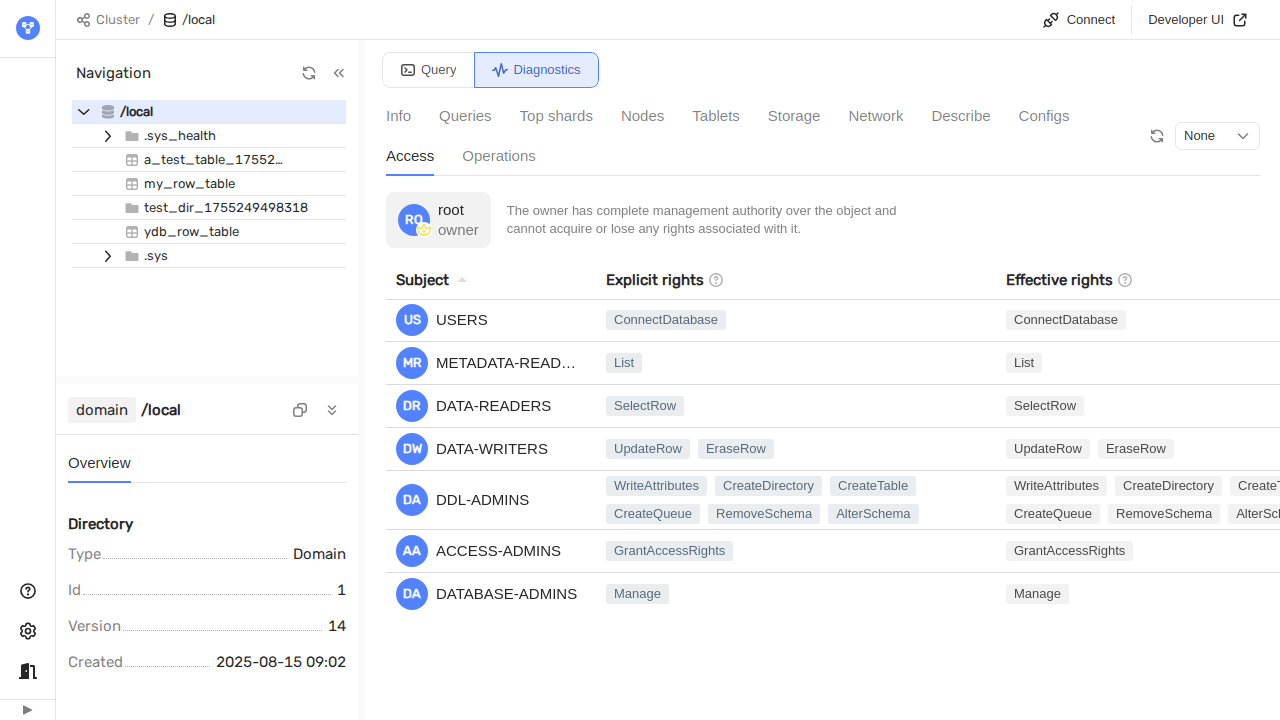 Cluster / /local
Connect
Developer UI
Navigation
/local
.sys_health
a_test_table_17552…
my_row_table
test_dir_1755249498318
ydb_row_table
.sys
domain /local
Overview
Directory
Type Domain
Id 1
Version 14
Created 2025-08-15 09:02
Query
Diagnostics
Info
Queries
Top shards
Nodes
Tablets
Storage
Network
Describe
Configs
Access
Operations
None
RO
root
owner
The owner has complete management authority over the object and
cannot acquire or lose any rights associated with it.
Subject Explicit rights Effective rights
US USERS ConnectDatabase ConnectDatabase
MR METADATA-READ… List List
DR DATA-READERS SelectRow SelectRow
DW DATA-WRITERS UpdateRow EraseRow UpdateRow EraseRow
DA DDL-ADMINS WriteAttributes CreateDirectory CreateTable WriteAttributes CreateDirectory
CreateQueue RemoveSchema AlterSchema CreateQueue RemoveSchema
AA ACCESS-ADMINS GrantAccessRights GrantAccessRights
DA DATABASE-ADMINS Manage Manage